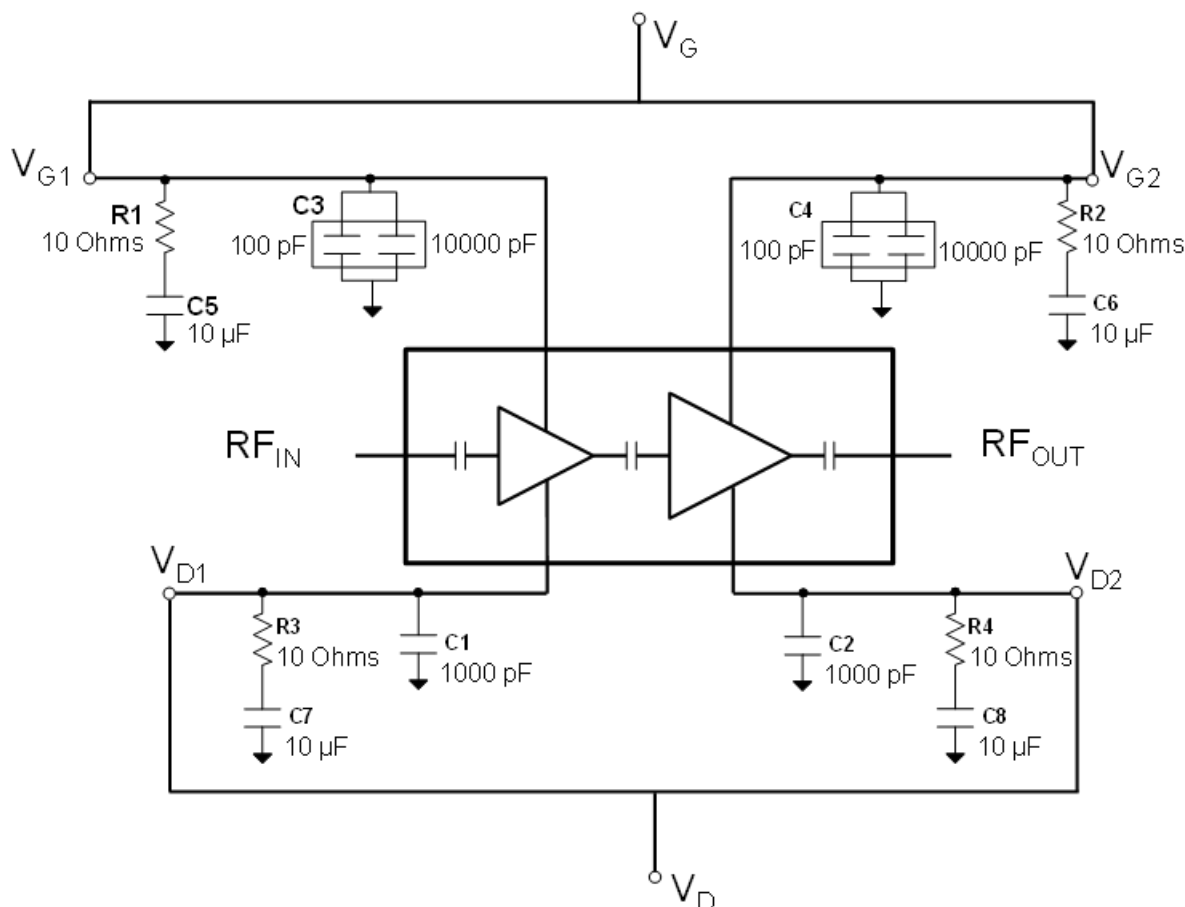 VG
VG1
VG2
R1
10 Ohms
C3
100 pF
10000 pF
C4
100 pF
10000 pF
R2
10 Ohms
C5
10 µF
C6
10 µF
RFIN
RFOUT
VD1
VD2
R3
10 Ohms
C1
1000 pF
C2
1000 pF
R4
10 Ohms
C7
10 µF
C8
10 µF
VD